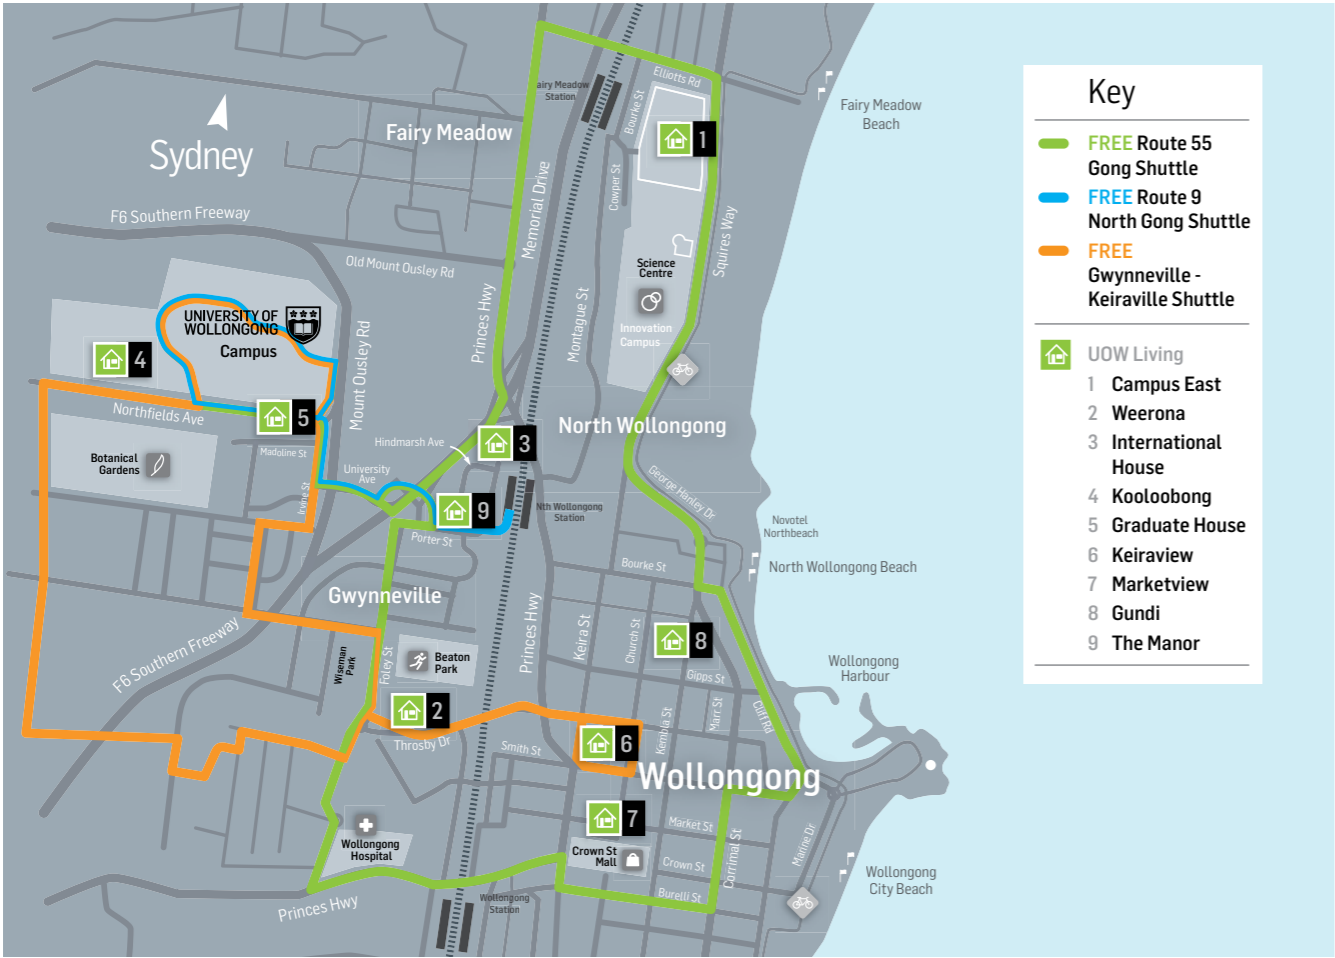 Elliotts Rd
Fairy Meadow
Station
Bourke St
Fairy Meadow
Beach
Fairy Meadow
1
Sydney
Cowper St
Memorial Drive
F6 Southern Freeway
Squires Way
Old Mount Ousley Rd
Science
Centre
Princes Hwy
Montague St
UNIVERSITY OF
WOLLONGONG
Campus
Innovation
Campus
Mount Ousley Rd
4
Northfields Ave
5
North Wollongong
Hindmarsh Ave
3
Madoline St
Botanical
Gardens
University
Ave
George Hanley Dr
Irvine St
9
Nth Wollongong
Station
Novotel
Northbeach
Porter St
Bourke St
North Wollongong Beach
Gwynneville
F6 Southern Freeway
Princes Hwy
Keira St
Church St
8
Wiseman
Park
Foley St
Beaton
Park
Gipps St
Wollongong
Harbour
2
Marr St
Cliff Rd
Kembla St
Throsby Dr
Smith St
6
Wollongong
7
Market St
Wollongong
Hospital
Crown St
Mall
Crown St
Corrimal St
Marine Dr
Wollongong
City Beach
Burelli St
Princes Hwy
Wollongong
Station
Key
FREE Route 55
Gong Shuttle
FREE Route 9
North Gong Shuttle
FREE
Gwynneville -
Keiraville Shuttle
UOW Living
1 Campus East
2 Weerona
3 International
House
4 Kooloobong
5 Graduate House
6 Keiraview
7 Marketview
8 Gundi
9 The Manor